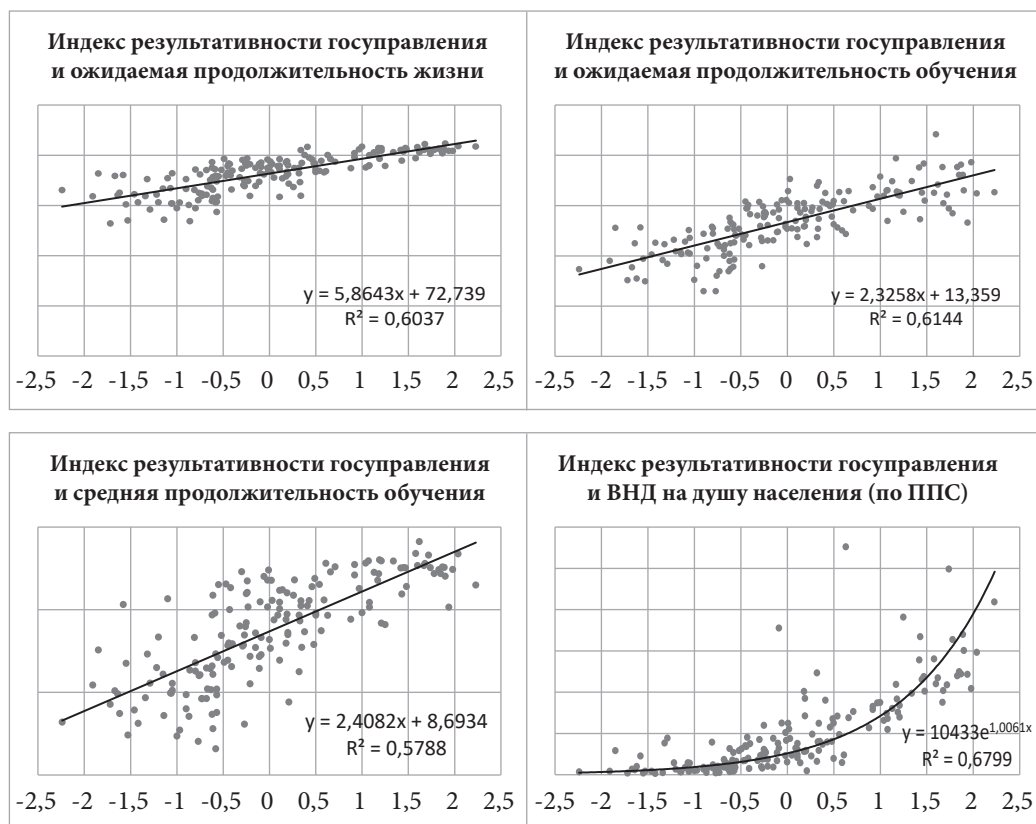 Индекс результативности госуправления
и ожидаемая продолжительность жизни
y = 5,8643x + 72,739
R² = 0,6037
-2,5 -2 -1,5 -1 -0,5 0 0,5 1 1,5 2 2,5
Индекс результативности госуправления
и ожидаемая продолжительность обучения
y = 2,3258x + 13,359
R² = 0,6144
-2,5 -2 -1,5 -1 -0,5 0 0,5 1 1,5 2 2,5
Индекс результативности госуправления
и средняя продолжительность обучения
y = 2,4082x + 8,6934
R² = 0,5788
-2,5 -2 -1,5 -1 -0,5 0 0,5 1 1,5 2 2,5
Индекс результативности госуправления
и ВНД на душу населения (по ППС)
y = 10433e^1,0061x
R² = 0,6799
-2,5 -2 -1,5 -1 -0,5 0 0,5 1 1,5 2 2,5